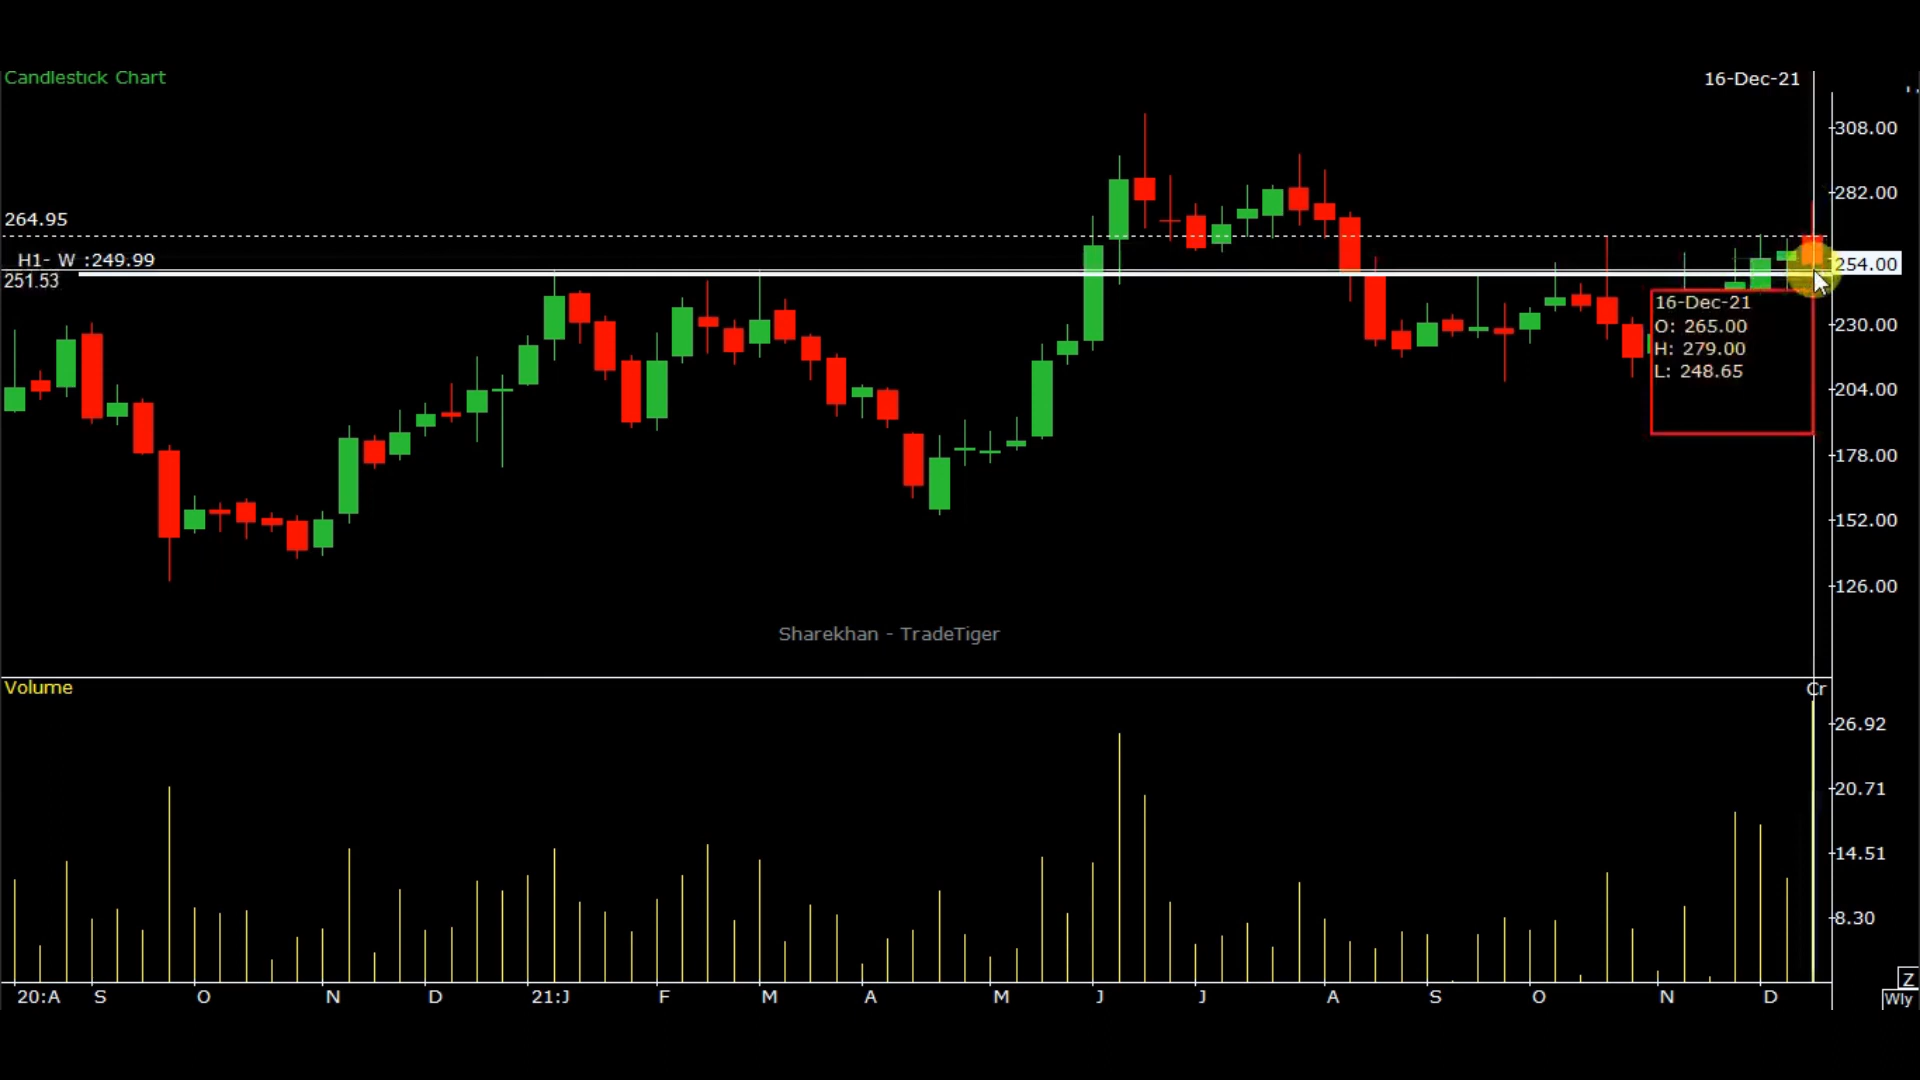 Candlestick Chart
16-Dec-21
308.00
282.00
264.95
H1- W :249.99
251.53
254.00
16-Dec-21
O: 265.00
H: 279.00
L: 248.65
230.00
204.00
178.00
152.00
126.00
Sharekhan - TradeTiger
Volume
Cr
26.92
20.71
14.51
8.30
Z
20:A S O N D 21:J F M A M J J A S O N D
Wly